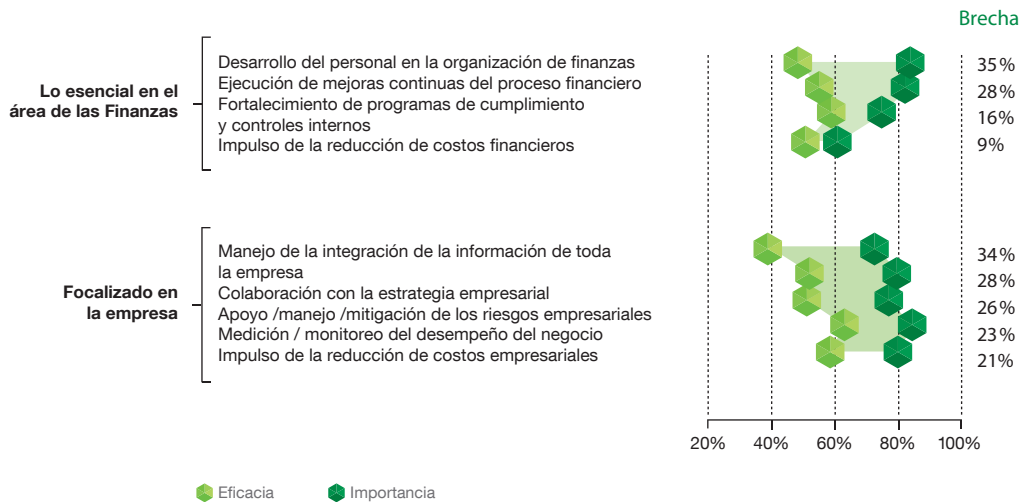 Brecha
Lo esencial en el
área de las Finanzas
Desarrollo del personal en la organización de finanzas
Ejecución de mejoras continuas del proceso financiero
Fortalecimiento de programas de cumplimiento
y controles internos
Impulso de la reducción de costos financieros
35%
28%
16%
9%
Focalizado en
la empresa
Manejo de la integración de la información de toda
la empresa
Colaboración con la estrategia empresarial
Apoyo /manejo /mitigación de los riesgos empresariales
Medición / monitoreo del desempeño del negocio
Impulso de la reducción de costos empresariales
34%
28%
26%
23%
21%
20% 40% 60% 80% 100%
Eficacia Importancia